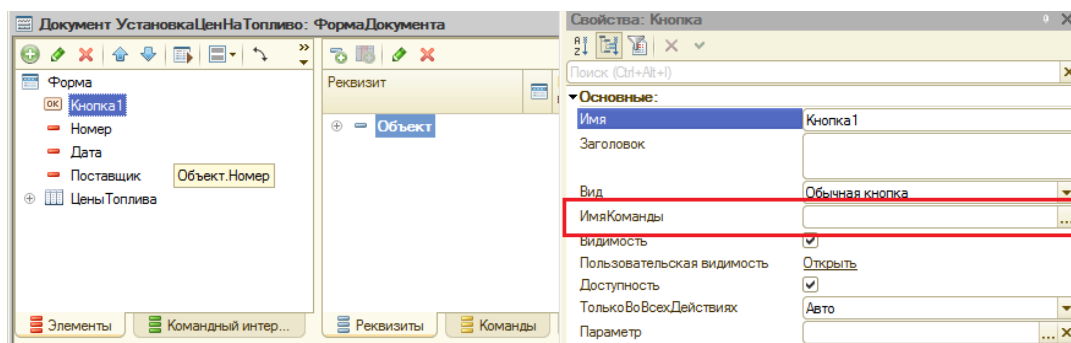 Документ УстановкаЦенНаТопливо: ФормаДокумента
Форма
OK Кнопка1
Номер
Дата
Поставщик
Объект.Номер
ЦеныТоплива
Элементы
Командный интер...
Реквизит
Объект
Реквизиты
Команды
Свойства: Кнопка
Поиск (Ctrl+Alt+I)
Основные:
Имя Кнопка1
Заголовок
Вид Обычная кнопка
ИмяКоманды ...
Видимость
Пользовательская видимость Открыть
Доступность
ТолькоВоВсехДействиях Авто
Параметр ...